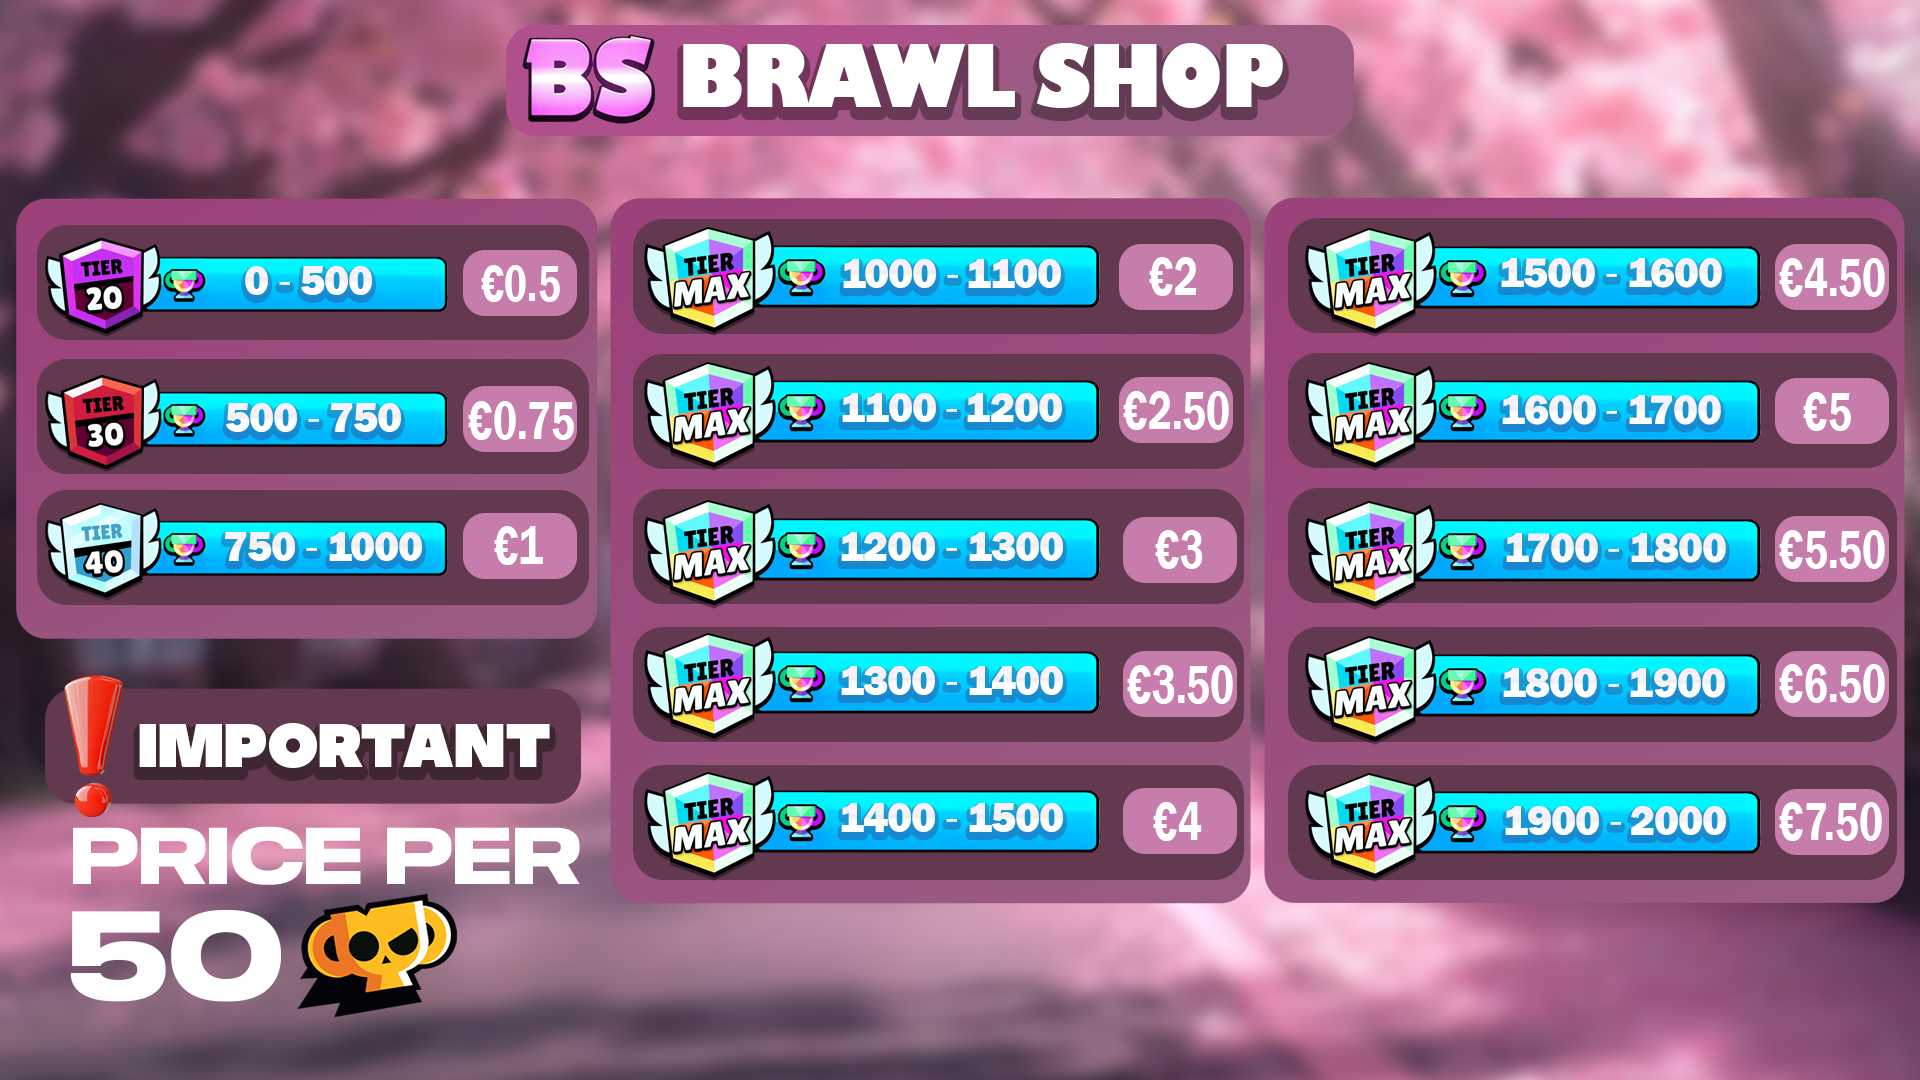 BS BRAWL SHOP
TIER 20 0 - 500 €0.5
TIER 30 500 - 750 €0.75
TIER 40 750 - 1000 €1
IMPORTANT
PRICE PER
50
TIER MAX 1000 - 1100 €2
TIER MAX 1100 - 1200 €2.50
TIER MAX 1200 - 1300 €3
TIER MAX 1300 - 1400 €3.50
TIER MAX 1400 - 1500 €4
TIER MAX 1500 - 1600 €4.50
TIER MAX 1600 - 1700 €5
TIER MAX 1700 - 1800 €5.50
TIER MAX 1800 - 1900 €6.50
TIER MAX 1900 - 2000 €7.50